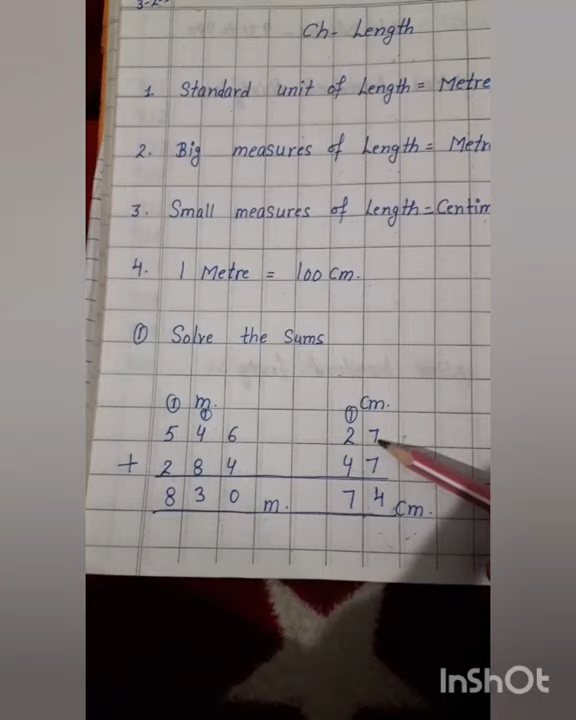 Ch- Length
1. Standard unit of Length = Metre
2. Big measures of Length = Metr
3. Small measures of Length = Centim
4. 1 Metre = 100 Cm.
① Solve the Sums
① m. Cm.
① ①
5 4 6 2 7
+ 2 8 4 4 7
8 3 0 m. 7 4 Cm.
InShOt